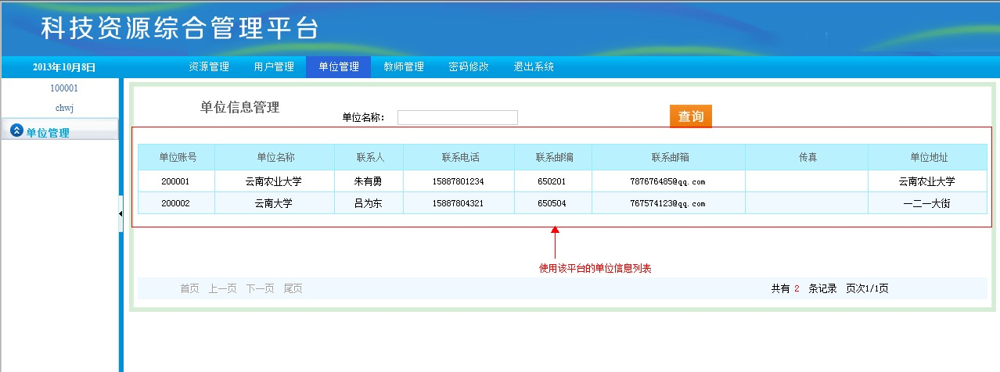 科技资源综合管理平台
2013年10月8日 资源管理 用户管理 单位管理 教师管理 密码修改 退出系统
100001
chwj
单位管理
单位信息管理 单位名称： 查询
单位账号 单位名称 联系人 联系电话 联系邮编 联系邮箱 传真 单位地址
200001 云南农业大学 朱有勇 15887801234 650201 787676485@qq.com 云南农业大学
200002 云南大学 吕为东 15887804321 650504 767574123@qq.com 一二一大街
使用该平台的单位信息列表
首页 上一页 下一页 尾页 共有 2 条记录 页次1/1页